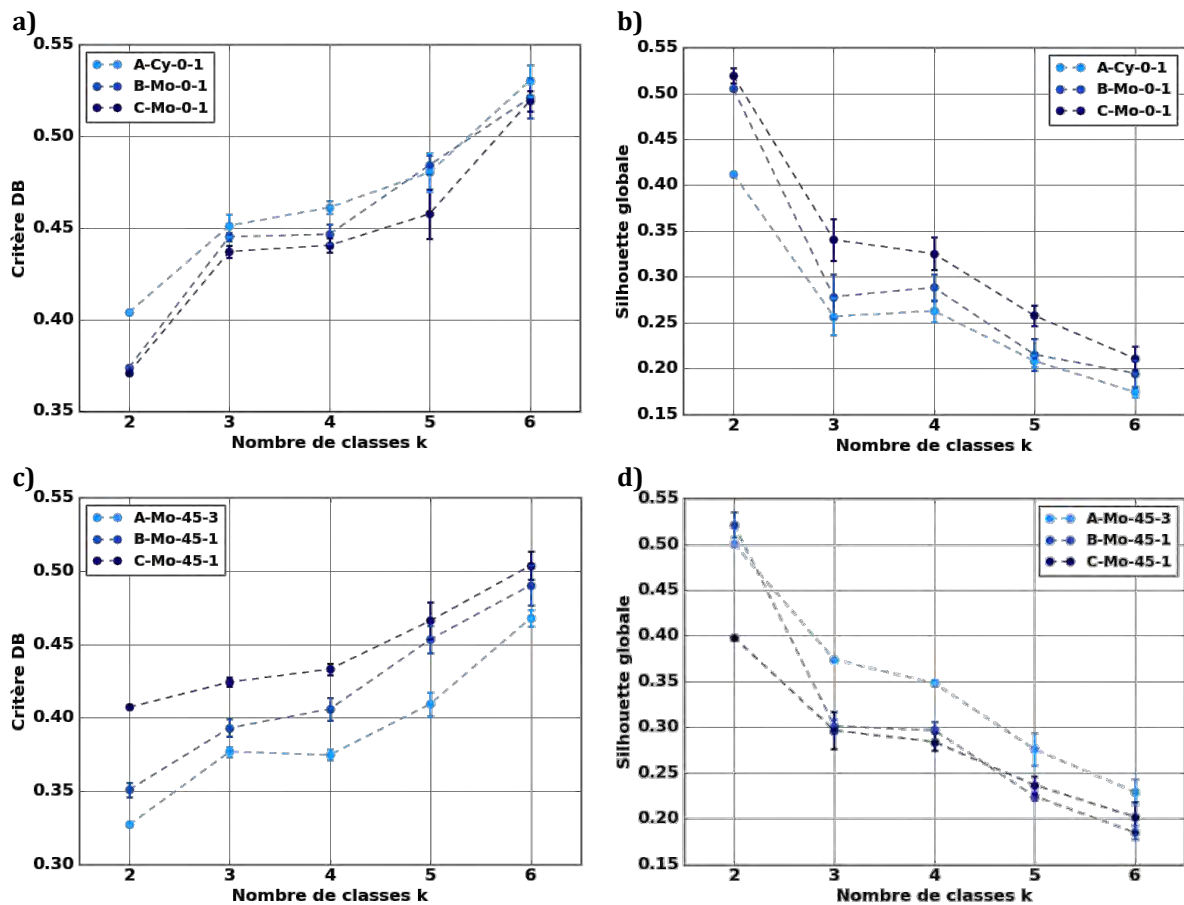 a)
0.55
0.50
0.45
0.40
0.35
Critère DB
A-Cy-0-1
B-Mo-0-1
C-Mo-0-1
2 3 4 5 6
Nombre de classes k
b)
0.55
0.50
0.45
0.40
0.35
0.30
0.25
0.20
0.15
Silhouette globale
A-Cy-0-1
B-Mo-0-1
C-Mo-0-1
2 3 4 5 6
Nombre de classes k
c)
0.55
0.50
0.45
0.40
0.35
0.30
Critère DB
A-Mo-45-3
B-Mo-45-1
C-Mo-45-1
2 3 4 5 6
Nombre de classes k
d)
0.55
0.50
0.45
0.40
0.35
0.30
0.25
0.20
0.15
Silhouette globale
A-Mo-45-3
B-Mo-45-1
C-Mo-45-1
2 3 4 5 6
Nombre de classes k